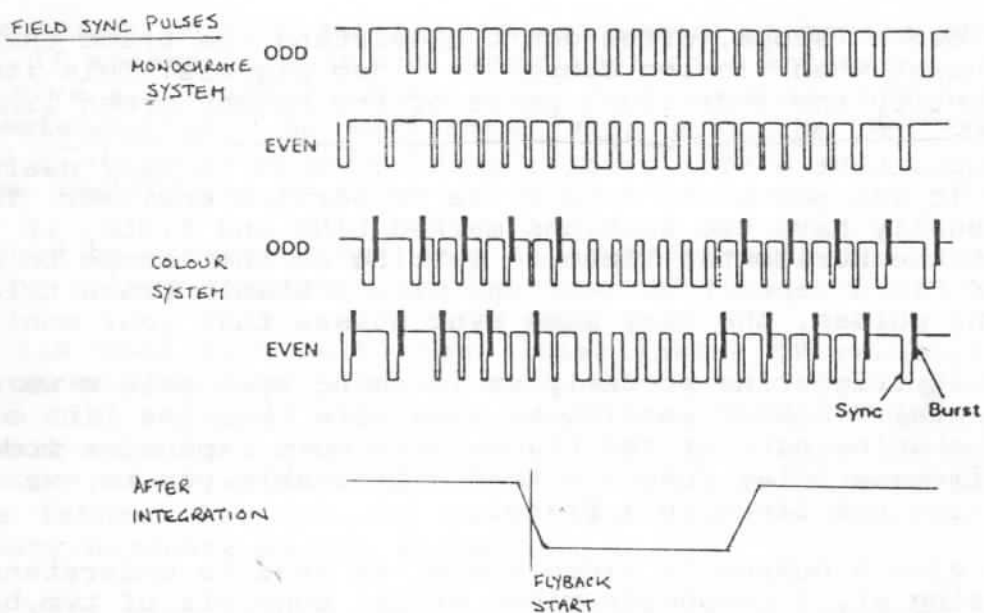 FIELD SYNC PULSES
MONOCHROME
SYSTEM
ODD
EVEN
ODD
COLOUR
SYSTEM
EVEN
Sync
Burst
AFTER
INTEGRATION
FLYBACK
START